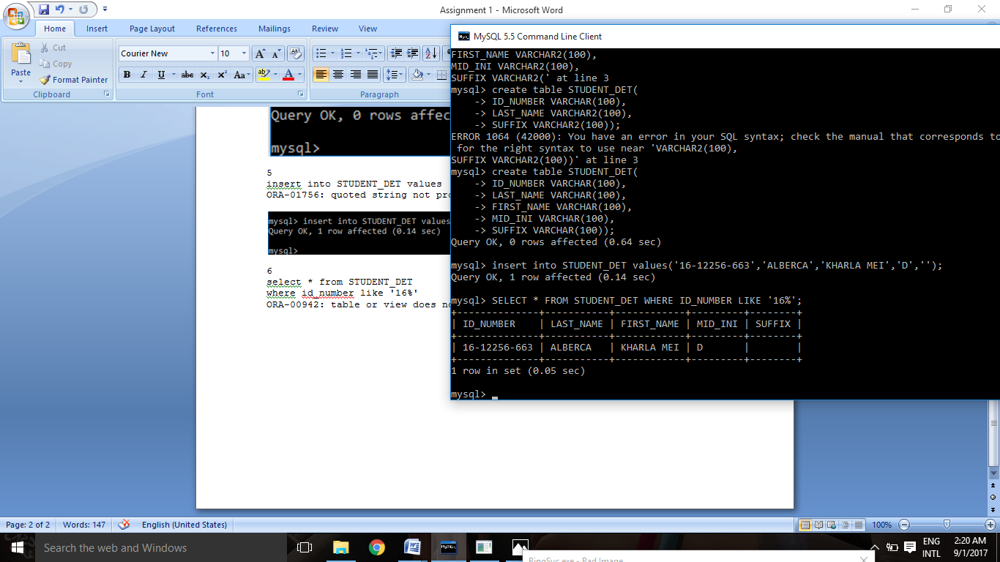 Assignment 1 - Microsoft Word
Home Insert Page Layout References Mailings Review View
Paste
Cut
Copy
Format Painter
Clipboard
Courier New 10
B I U abc x₂ x² Aa
Font
Paragraph
Query OK, 0 rows affec
mysql>
5
insert into STUDENT_DET values
ORA-01756: quoted string not pro
mysql> insert into STUDENT_DET values
Query OK, 1 row affected (0.14 sec)
mysql>
6
select * from STUDENT_DET
where id_number like '16%'
ORA-00942: table or view does no
MySQL 5.5 Command Line Client
FIRST_NAME VARCHAR2(100),
MID_INI VARCHAR2(100),
SUFFIX VARCHAR2(' at line 3
mysql> create table STUDENT_DET(
-> ID_NUMBER VARCHAR(100),
-> LAST_NAME VARCHAR2(100),
-> SUFFIX VARCHAR2(100));
ERROR 1064 (42000): You have an error in your SQL syntax; check the manual that corresponds to
for the right syntax to use near 'VARCHAR2(100),
SUFFIX VARCHAR2(100))' at line 3
mysql> create table STUDENT_DET(
-> ID_NUMBER VARCHAR(100),
-> LAST_NAME VARCHAR(100),
-> FIRST_NAME VARCHAR(100),
-> MID_INI VARCHAR(100),
-> SUFFIX VARCHAR(100));
Query OK, 0 rows affected (0.64 sec)
mysql> insert into STUDENT_DET values('16-12256-663','ALBERCA','KHARLA MEI','D','');
Query OK, 1 row affected (0.14 sec)
mysql> SELECT * FROM STUDENT_DET WHERE ID_NUMBER LIKE '16%';
+--------------+-----------+------------+---------+--------+
| ID_NUMBER | LAST_NAME | FIRST_NAME | MID_INI | SUFFIX |
+--------------+-----------+------------+---------+--------+
| 16-12256-663 | ALBERCA | KHARLA MEI | D | |
+--------------+-----------+------------+---------+--------+
1 row in set (0.05 sec)
mysql>
Page: 2 of 2 Words: 147 English (United States) 100%
Search the web and Windows
ENG
INTL
2:20 AM
9/1/2017
BingSvc.exe - Bad Image